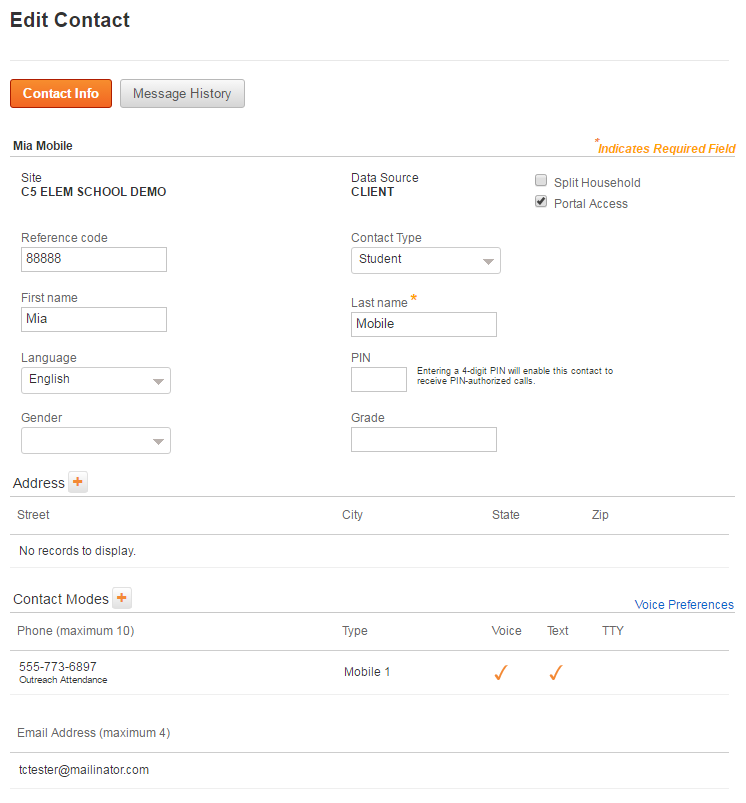 Edit Contact
Contact Info Message History
Mia Mobile *Indicates Required Field
Site Data Source
C5 ELEM SCHOOL DEMO CLIENT
Split Household
Portal Access
Reference code Contact Type
88888 Student
First name Last name *
Mia Mobile
Language PIN
English Entering a 4-digit PIN will enable this contact to
receive PIN-authorized calls.
Gender Grade
Address +
Street City State Zip
No records to display.
Contact Modes + Voice Preferences
Phone (maximum 10) Type Voice Text TTY
555-773-6897 Mobile 1 ✓ ✓
Outreach Attendance
Email Address (maximum 4)
tctester@mailinator.com